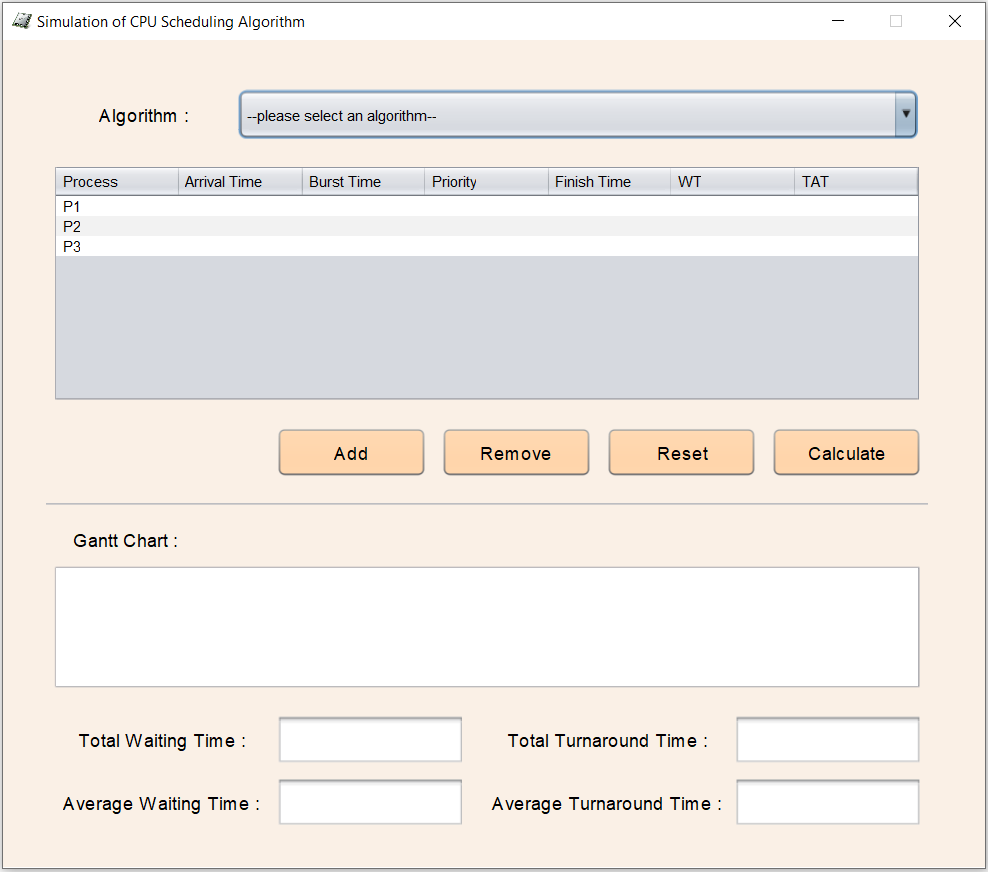 Simulation of CPU Scheduling Algorithm
Algorithm :
--please select an algorithm--
Process Arrival Time Burst Time Priority Finish Time WT TAT
P1
P2
P3
Add Remove Reset Calculate
Gantt Chart :
Total Waiting Time : Total Turnaround Time :
Average Waiting Time : Average Turnaround Time :